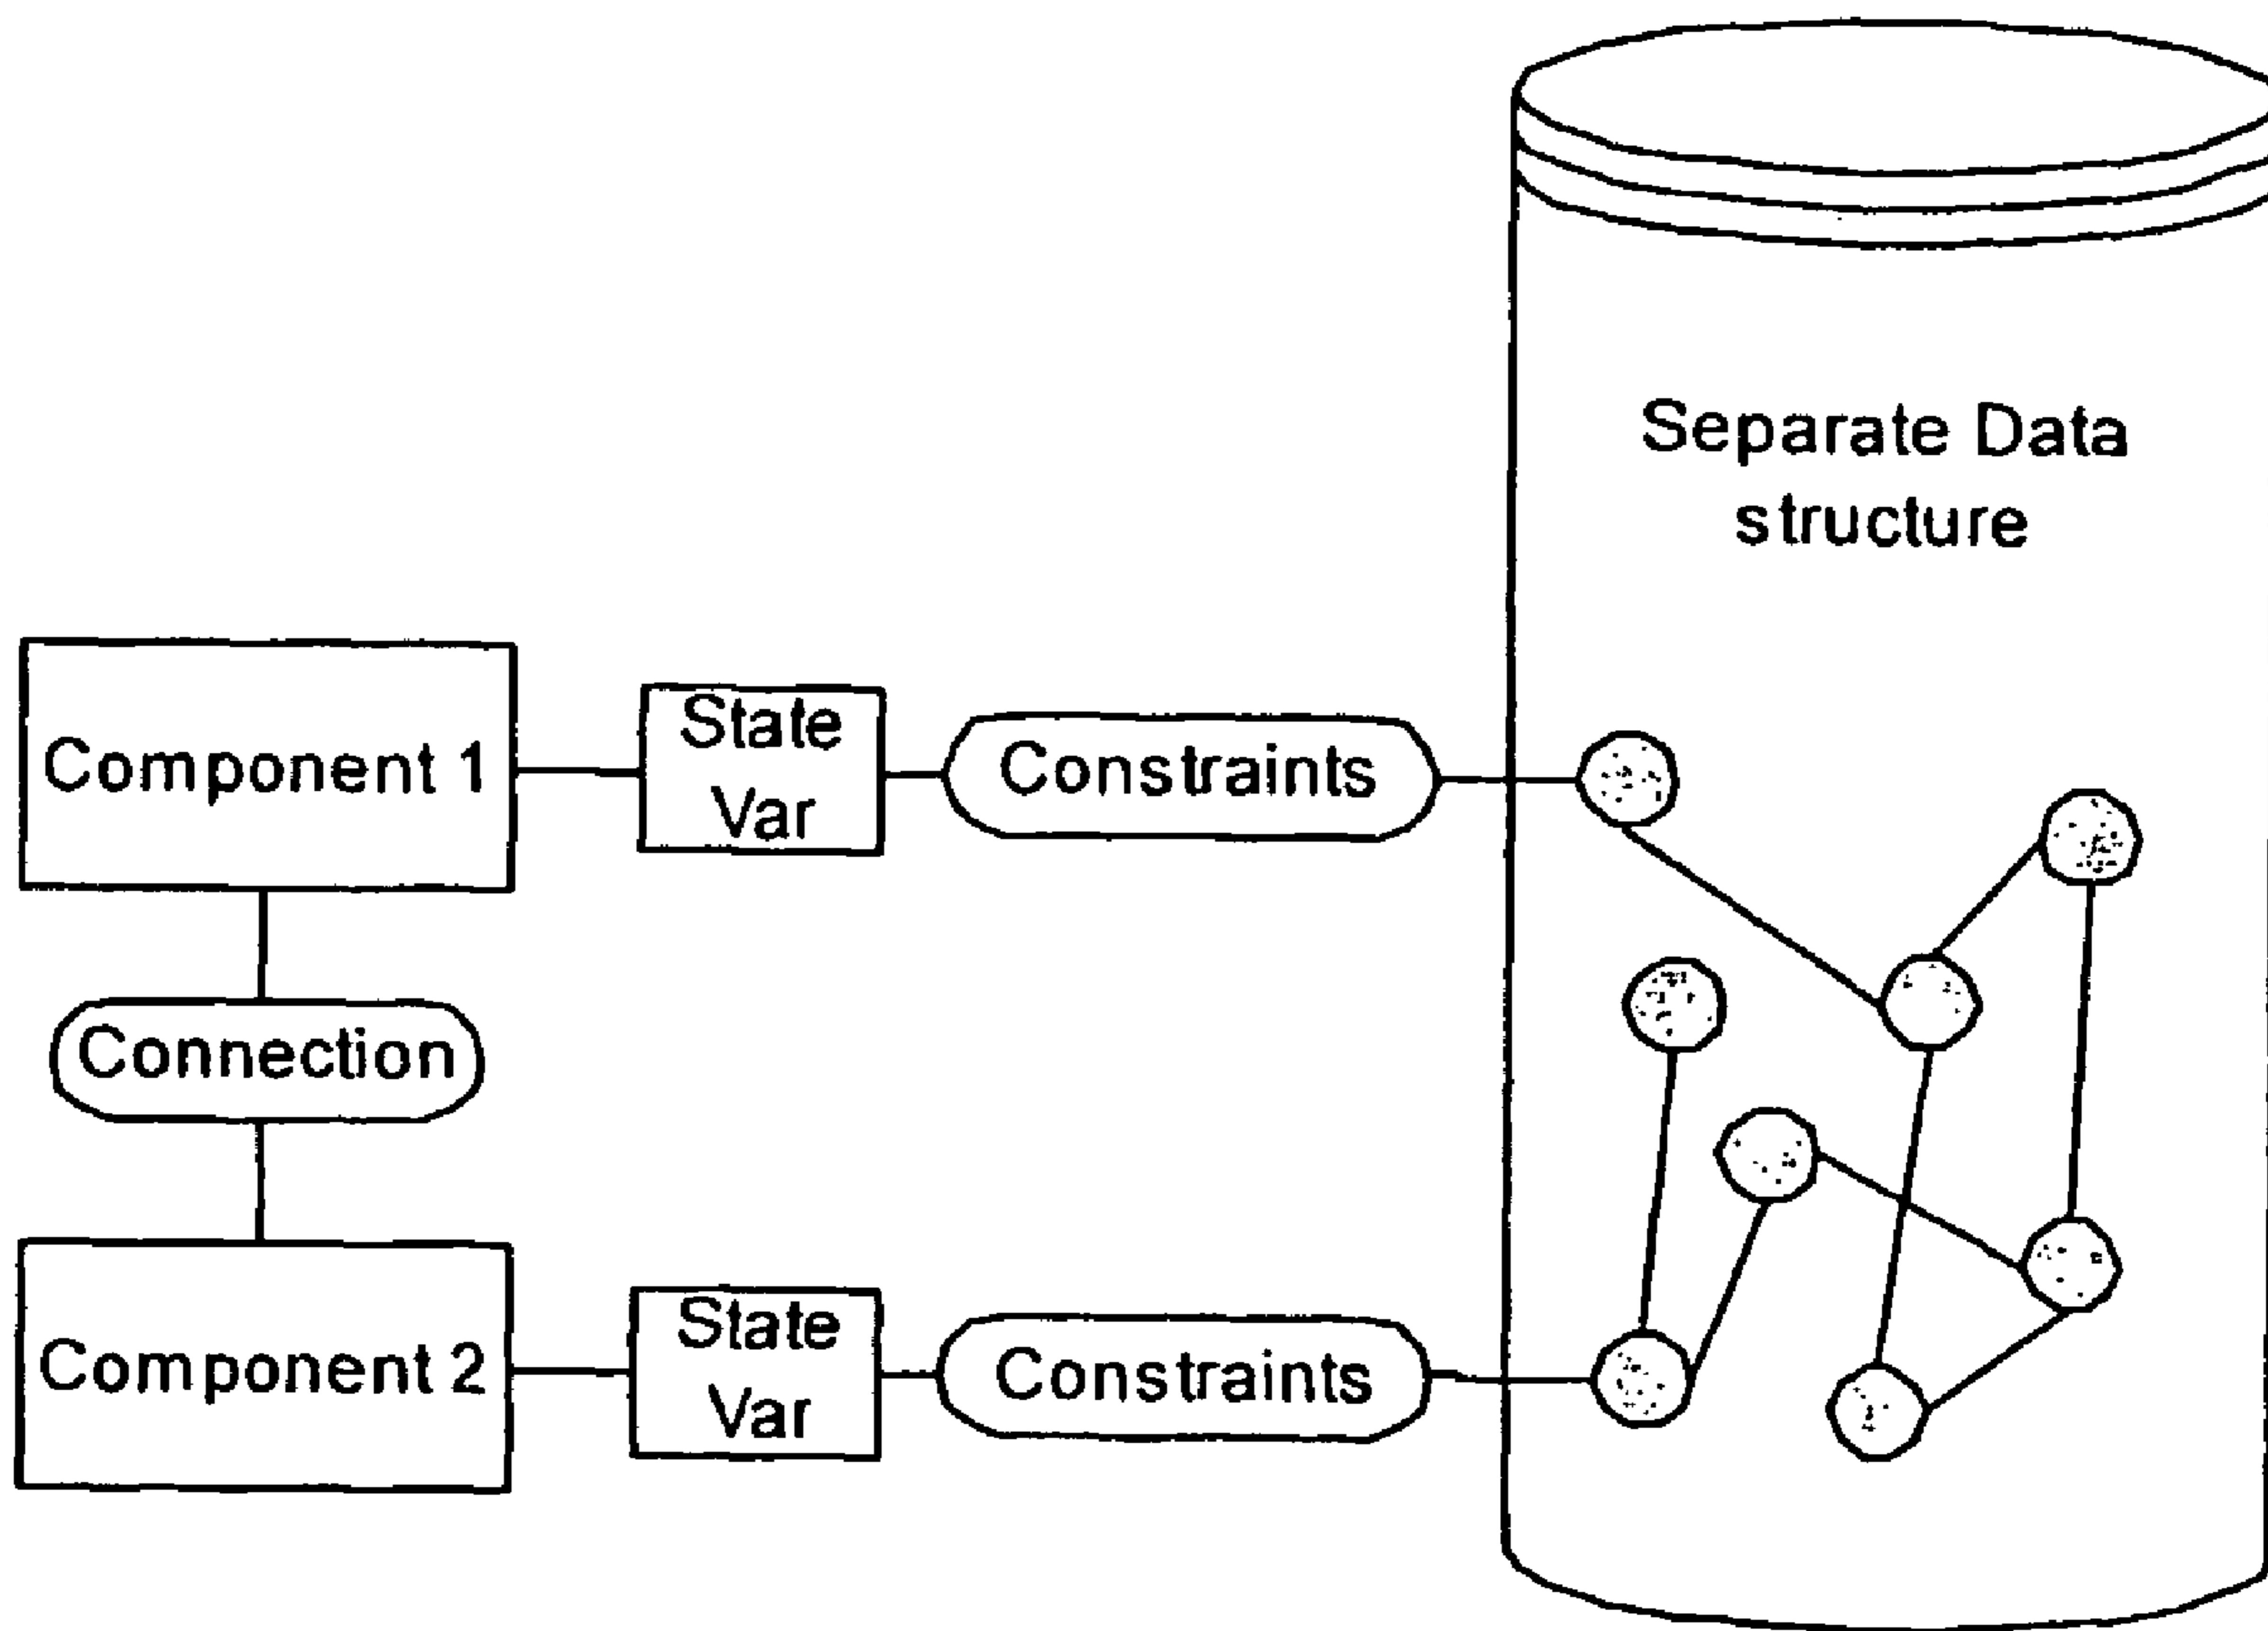 Separate Data
structure
Component 1
State
Var
Constraints
Connection
Component 2
State
Var
Constraints